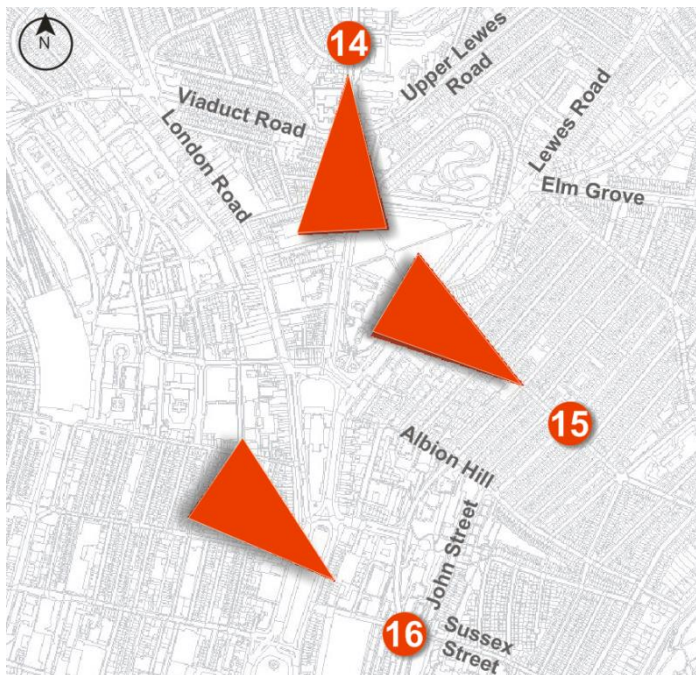 N
14
Upper Lewes
Road
Viaduct Road
London Road
Lewes Road
Elm Grove
15
Albion Hill
John Street
16
Sussex
Street